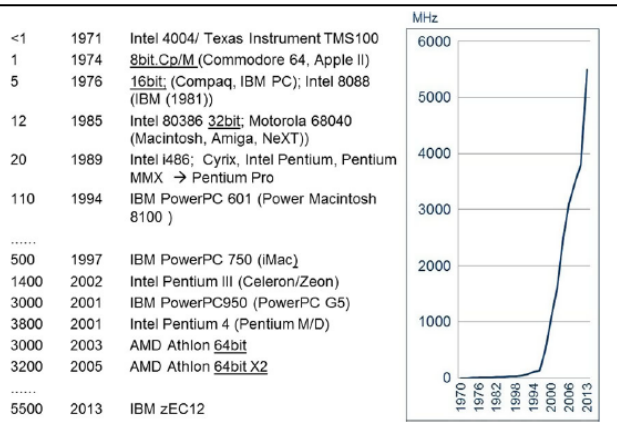 <1 1971 Intel 4004/ Texas Instrument TMS100
1 1974 8bit.Cp/M (Commodore 64, Apple II)
5 1976 16bit; (Compaq, IBM PC); Intel 8088
(IBM (1981))
12 1985 Intel 80386 32bit; Motorola 68040
(Macintosh, Amiga, NeXT))
20 1989 Intel i486; Cyrix, Intel Pentium, Pentium
MMX → Pentium Pro
110 1994 IBM PowerPC 601 (Power Macintosh
8100 )
......
500 1997 IBM PowerPC 750 (iMac)
1400 2002 Intel Pentium III (Celeron/Zeon)
3000 2001 IBM PowerPC950 (PowerPC G5)
3800 2001 Intel Pentium 4 (Pentium M/D)
3000 2003 AMD Athlon 64bit
3200 2005 AMD Athlon 64bit X2
......
5500 2013 IBM zEC12
MHz
6000
5000
4000
3000
2000
1000
0
1970
1976
1982
1998
1994
2000
2006
2013